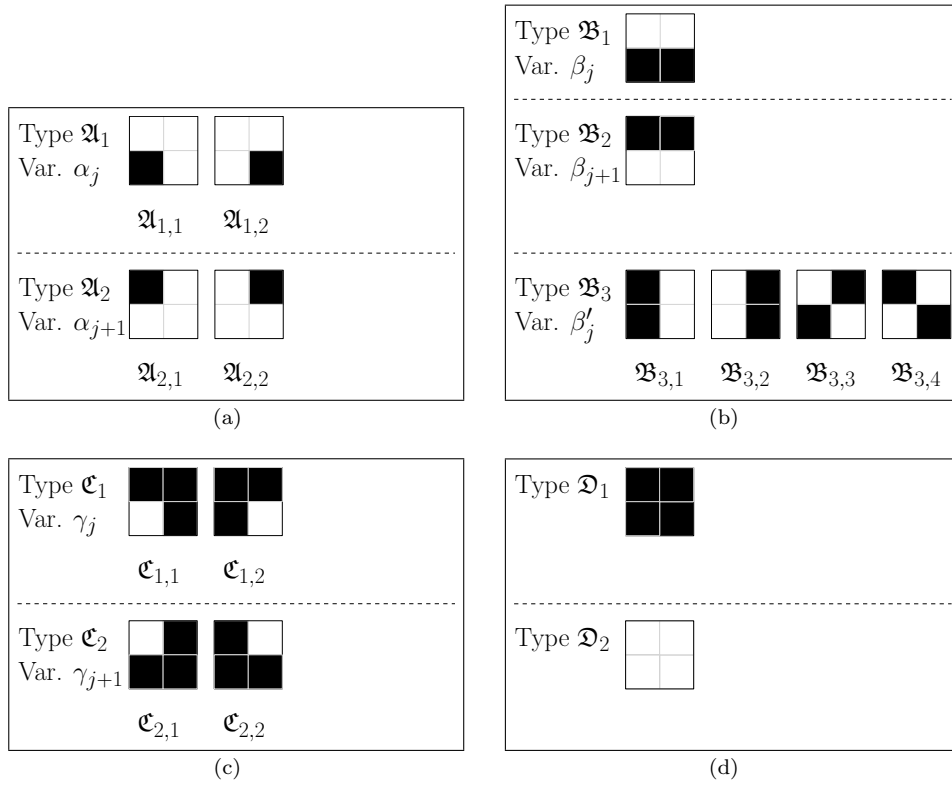 Type 𝔄₁
Var. αⱼ
𝔄₁,₁ 𝔄₁,₂
Type 𝔄₂
Var. αⱼ₊₁
𝔄₂,₁ 𝔄₂,₂
(a)
Type 𝔅₁
Var. βⱼ
Type 𝔅₂
Var. βⱼ₊₁
Type 𝔅₃
Var. β′ⱼ
𝔅₃,₁ 𝔅₃,₂ 𝔅₃,₃ 𝔅₃,₄
(b)
Type ℭ₁
Var. γⱼ
ℭ₁,₁ ℭ₁,₂
Type ℭ₂
Var. γⱼ₊₁
ℭ₂,₁ ℭ₂,₂
(c)
Type 𝔇₁
Type 𝔇₂
(d)